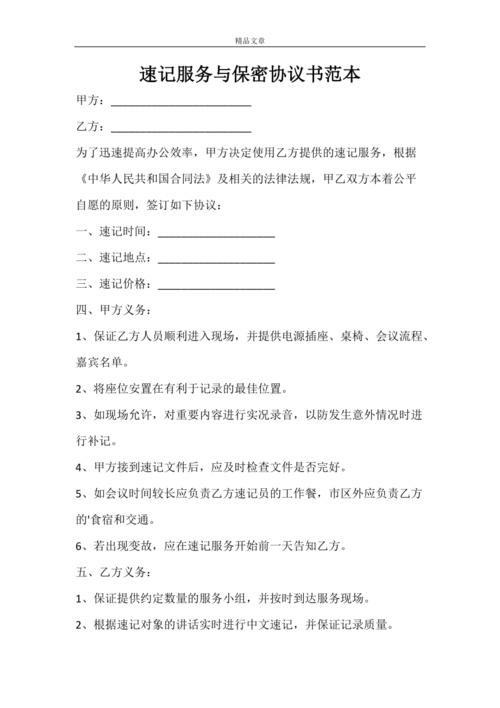 精品文章
速记服务与保密协议书范本
甲方：________________________
乙方：________________________
为了迅速提高办公效率，甲方决定使用乙方提供的速记服务，根据
《中华人民共和国合同法》及相关的法律法规，甲乙双方本着公平
自愿的原则，签订如下协议：
一、速记时间：____________________
二、速记地点：____________________
三、速记价格：____________________
四、甲方义务：
1、保证乙方人员顺利进入现场，并提供电源插座、桌椅、会议流程、
嘉宾名单。
2、将座位安置在有利于记录的最佳位置。
3、如现场允许，对重要内容进行实况录音，以防发生意外情况时进
行补记。
4、甲方接到速记文件后，应及时检查文件是否完好。
5、如会议时间较长应负责乙方速记员的工作餐，市区外应负责乙方
的'食宿和交通。
6、若出现变故，应在速记服务开始前一天告知乙方。
五、乙方义务：
1、保证提供约定数量的服务小组，并按时到达服务现场。
2、根据速记对象的讲话实时进行中文速记，并保证记录质量。